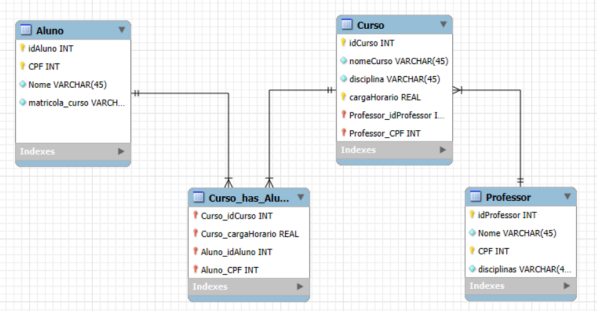 Aluno
idAluno INT
CPF INT
Nome VARCHAR(45)
matricola_curso VARCH...
Indexes
Curso
idCurso INT
nomeCurso VARCHAR(45)
disciplina VARCHAR(45)
cargaHorario REAL
Professor_idProfessor I...
Professor_CPF INT
Indexes
Curso_has_Alu...
Curso_idCurso INT
Curso_cargaHorario REAL
Aluno_idAluno INT
Aluno_CPF INT
Indexes
Professor
idProfessor INT
Nome VARCHAR(45)
CPF INT
disciplinas VARCHAR(4...
Indexes